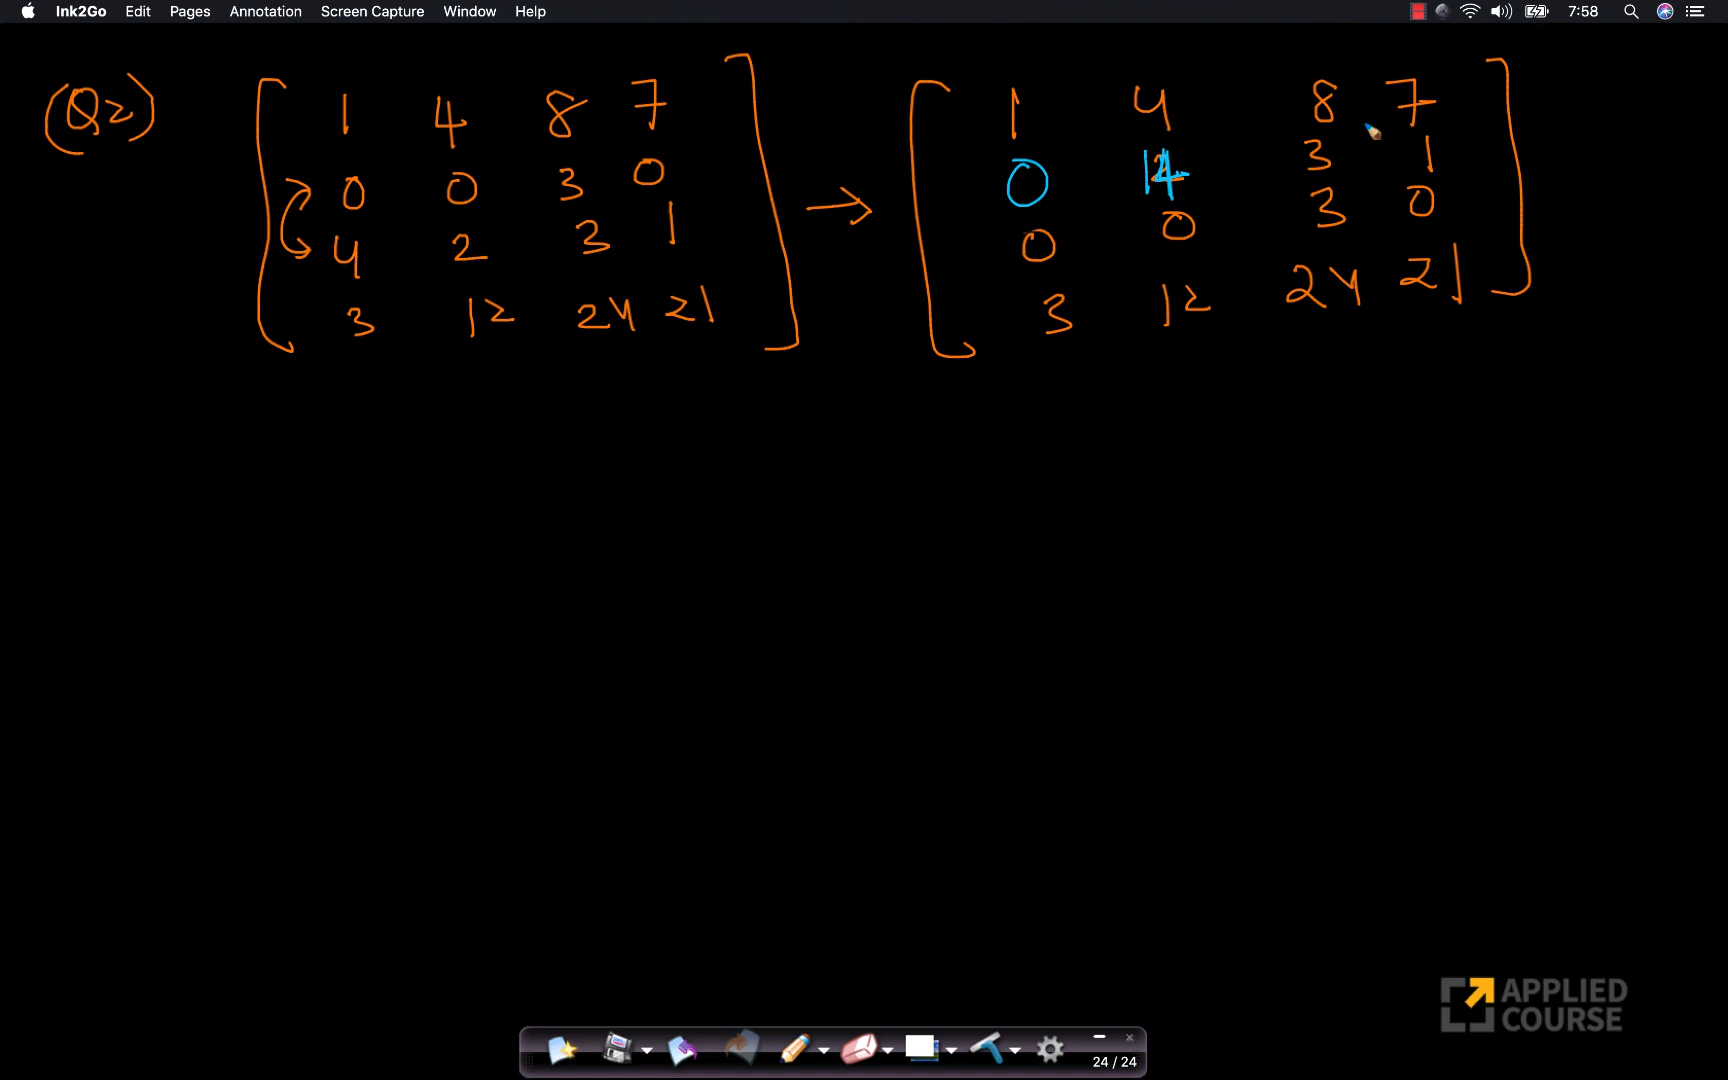 Ink2Go Edit Pages Annotation Screen Capture Window Help 7:58
(Q2) 1 4 8 7 → 1 4 8 7
0 0 3 0 0 14 3 1
4 2 3 1 0 0 3 0
3 12 24 21 3 12 24 21
APPLIED
COURSE
24 / 24